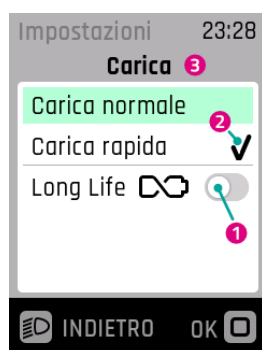 Impostazioni 23:28
Carica 3
Carica normale
2
Carica rapida
Long Life
1
INDIETRO OK